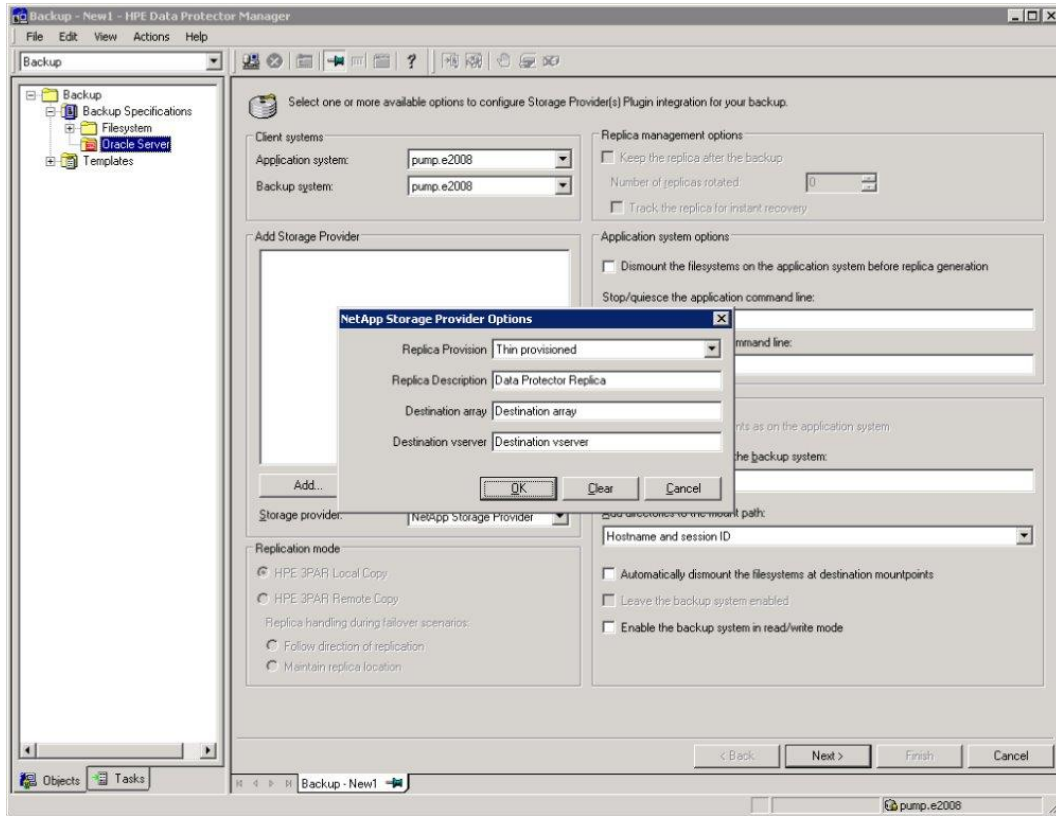 Backup - New1 - HPE Data Protector Manager
File Edit View Actions Help
Backup
Backup
Backup Specifications
Filesystem
Oracle Server
Templates
Select one or more available options to configure Storage Provider(s) Plugin integration for your backup.
Client systems
Application system: pump.e2008
Backup system: pump.e2008
Replica management options
Keep the replica after the backup
Number of replicas rotated 0
Track the replica for instant recovery
Add Storage Provider
Add...
Storage provider: NetApp Storage Provider
Application system options
Dismount the filesystems on the application system before replica generation
Stop/quiesce the application command line:
mmand line:
NetApp Storage Provider Options
Replica Provision Thin provisioned
Replica Description Data Protector Replica
Destination array Destination array
Destination vserver Destination vserver
OK Clear Cancel
nts as on the application system
the backup system:
Add directories to the mount path:
Hostname and session ID
Automatically dismount the filesystems at destination mountpoints
Leave the backup system enabled
Enable the backup system in read/write mode
Replication mode
HPE 3PAR Local Copy
HPE 3PAR Remote Copy
Replica handling during failover scenarios:
Follow direction of replication
Maintain replica location
< Back Next > Finish Cancel
Objects Tasks
Backup - New1
pump.e2008